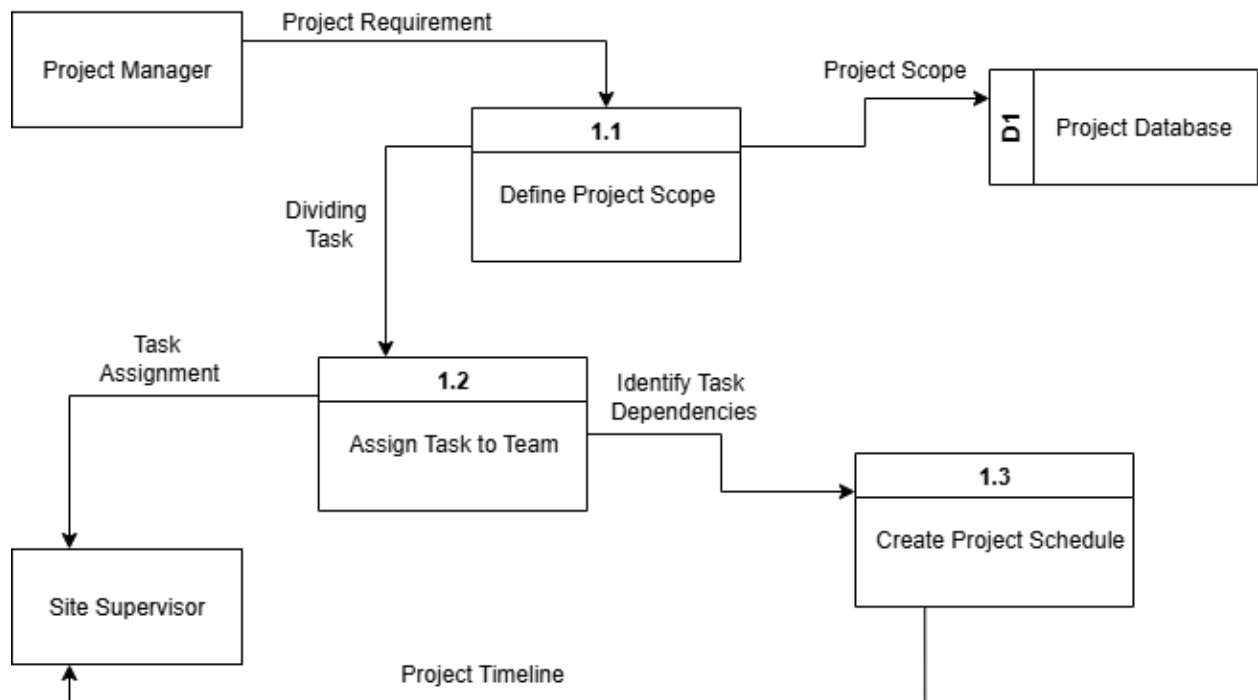 Project Requirement
Project Manager
Project Scope
D1
Project Database
1.1
Define Project Scope
Dividing
Task
Task
Assignment
1.2
Assign Task to Team
Identify Task
Dependencies
1.3
Create Project Schedule
Site Supervisor
Project Timeline